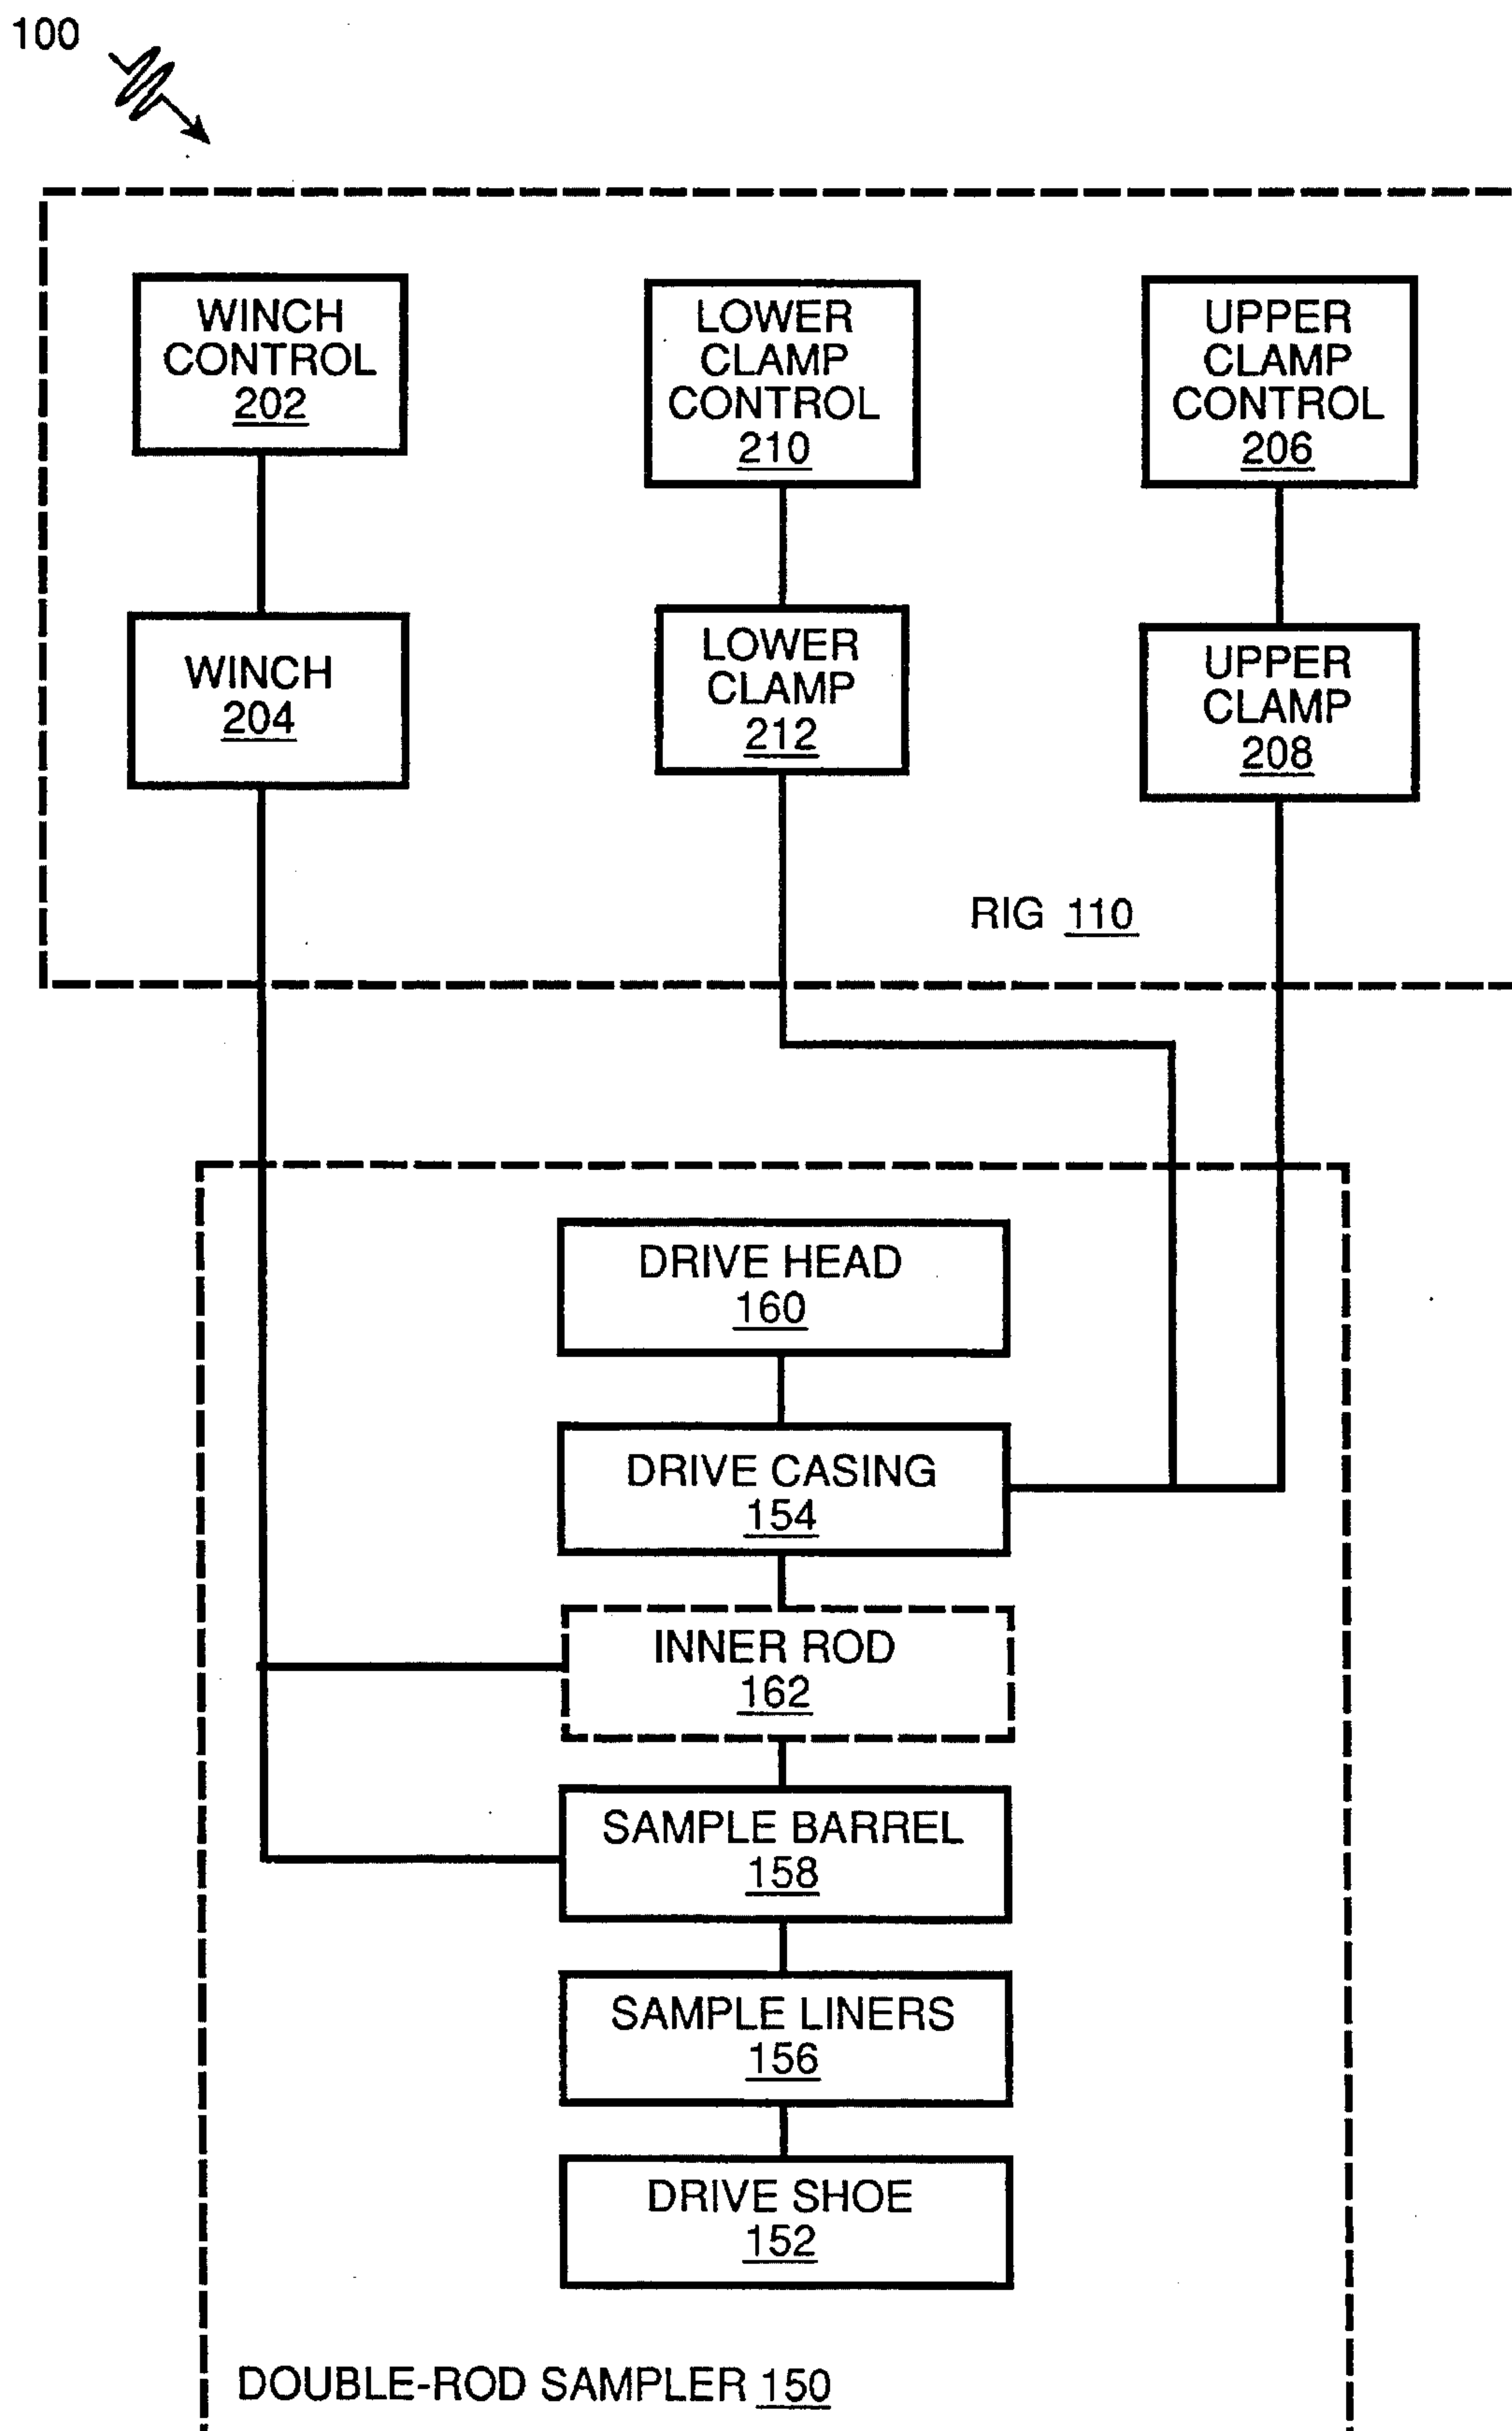 100
WINCH
CONTROL
202
LOWER
CLAMP
CONTROL
210
UPPER
CLAMP
CONTROL
206
WINCH
204
LOWER
CLAMP
212
UPPER
CLAMP
208
RIG 110
DRIVE HEAD
160
DRIVE CASING
154
INNER ROD
162
SAMPLE BARREL
158
SAMPLE LINERS
156
DRIVE SHOE
152
DOUBLE-ROD SAMPLER 150